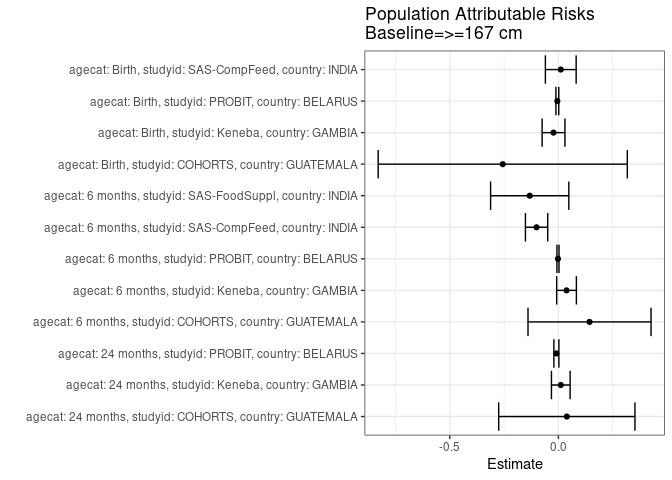 Population Attributable Risks
Baseline=>=167 cm
agecat: Birth, studyid: SAS-CompFeed, country: INDIA
agecat: Birth, studyid: PROBIT, country: BELARUS
agecat: Birth, studyid: Keneba, country: GAMBIA
agecat: Birth, studyid: COHORTS, country: GUATEMALA
agecat: 6 months, studyid: SAS-FoodSuppl, country: INDIA
agecat: 6 months, studyid: SAS-CompFeed, country: INDIA
agecat: 6 months, studyid: PROBIT, country: BELARUS
agecat: 6 months, studyid: Keneba, country: GAMBIA
agecat: 6 months, studyid: COHORTS, country: GUATEMALA
agecat: 24 months, studyid: PROBIT, country: BELARUS
agecat: 24 months, studyid: Keneba, country: GAMBIA
agecat: 24 months, studyid: COHORTS, country: GUATEMALA
-0.5 0.0
Estimate